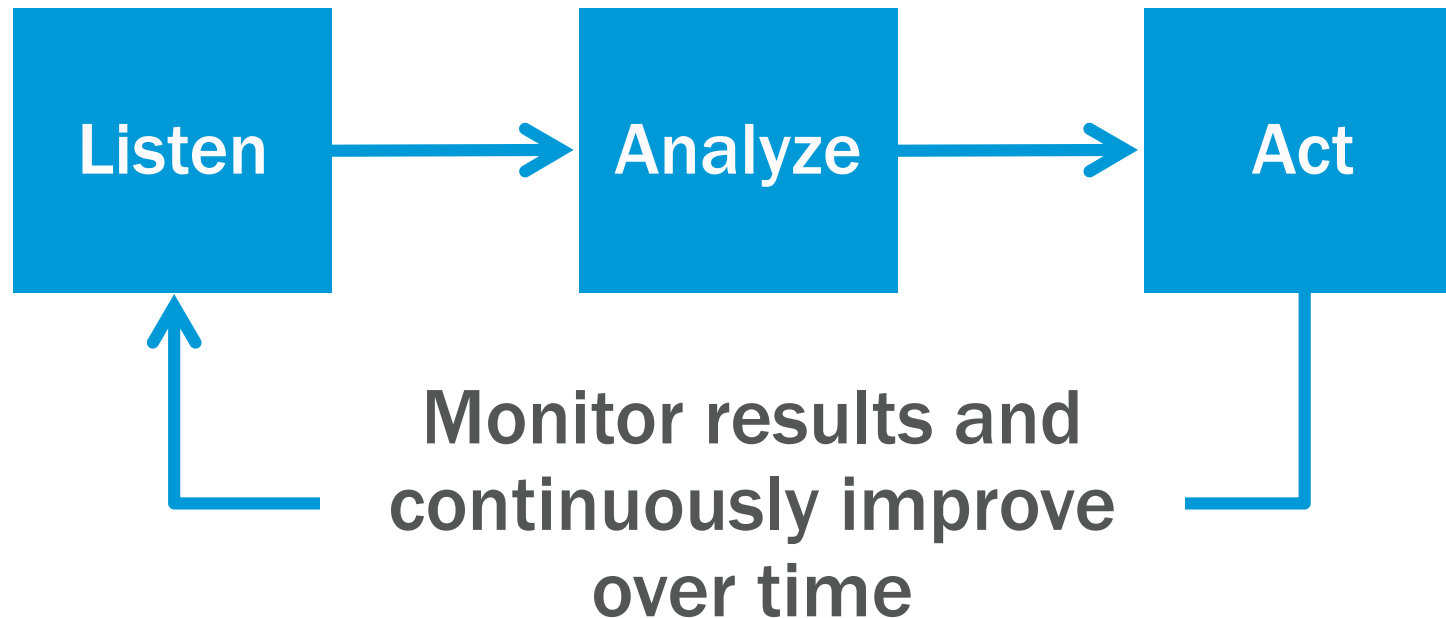 Listen
Analyze
Act
Monitor results and
continuously improve
over time